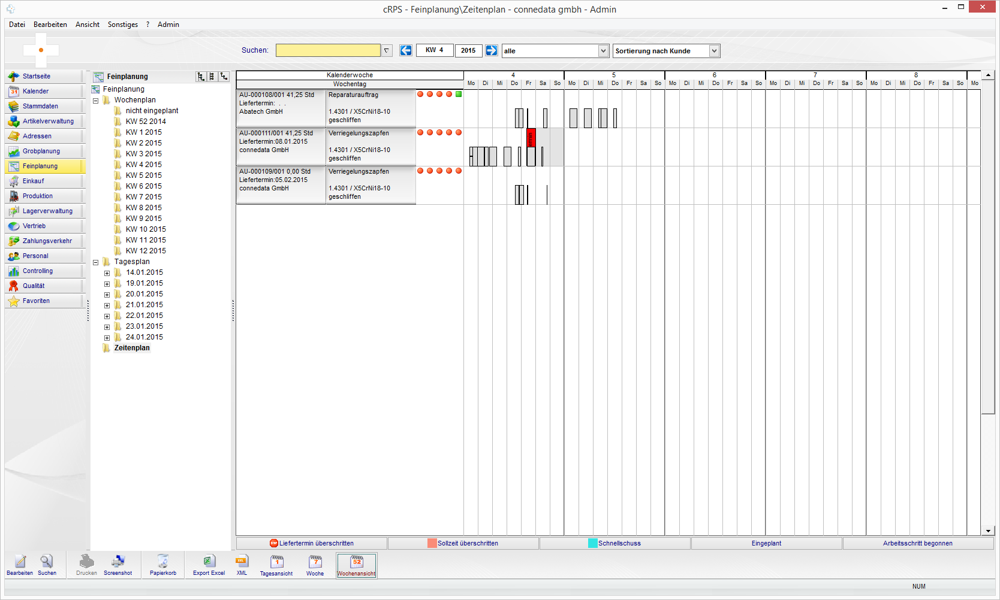 cRPS - Feinplanung\Zeitenplan - connedata gmbh - Admin
Datei Bearbeiten Ansicht Sonstiges ? Admin
Suchen: KW 4 2015 alle Sortierung nach Kunde
Startseite
Kalender
Stammdaten
Artikelverwaltung
Adressen
Grobplanung
Feinplanung
Einkauf
Produktion
Lagerverwaltung
Vertrieb
Zahlungsverkehr
Personal
Controlling
Qualität
Favoriten
Feinplanung
Feinplanung
Wochenplan
nicht eingeplant
KW 52 2014
KW 1 2015
KW 2 2015
KW 3 2015
KW 4 2015
KW 5 2015
KW 6 2015
KW 7 2015
KW 8 2015
KW 9 2015
KW 10 2015
KW 11 2015
KW 12 2015
Tagesplan
14.01.2015
19.01.2015
20.01.2015
21.01.2015
22.01.2015
23.01.2015
24.01.2015
Zeitenplan
Kalenderwoche 4 5 6 7 8
Wochentag Mo Di Mi Do Fr Sa So Mo Di Mi Do Fr Sa So Mo Di Mi Do Fr Sa So Mo Di Mi Do Fr Sa So Mo Di Mi Do Fr Sa So Mo
AU-000108/001 41,25 Std Reparaturauftrag
Liefertermin: . .
Abatech GmbH 1.4301 / X5CrNi18-10
geschliffen
AU-000111/001 41,25 Std Verriegelungszapfen
Liefertermin:08.01.2015
connedata GmbH 1.4301 / X5CrNi18-10
geschliffen
AU-000109/001 0,00 Std Verriegelungszapfen
Liefertermin:05.02.2015
connedata GmbH 1.4301 / X5CrNi18-10
geschliffen
STOP Liefertermin überschritten Sollzeit überschritten Schnellschuss Eingeplant Arbeitsschritt begonnen
31 XML 1 7 52
Bearbeiten Suchen Drucken Screenshot Papierkorb Export Excel XML Tagesansicht Woche Wochenansicht
NUM